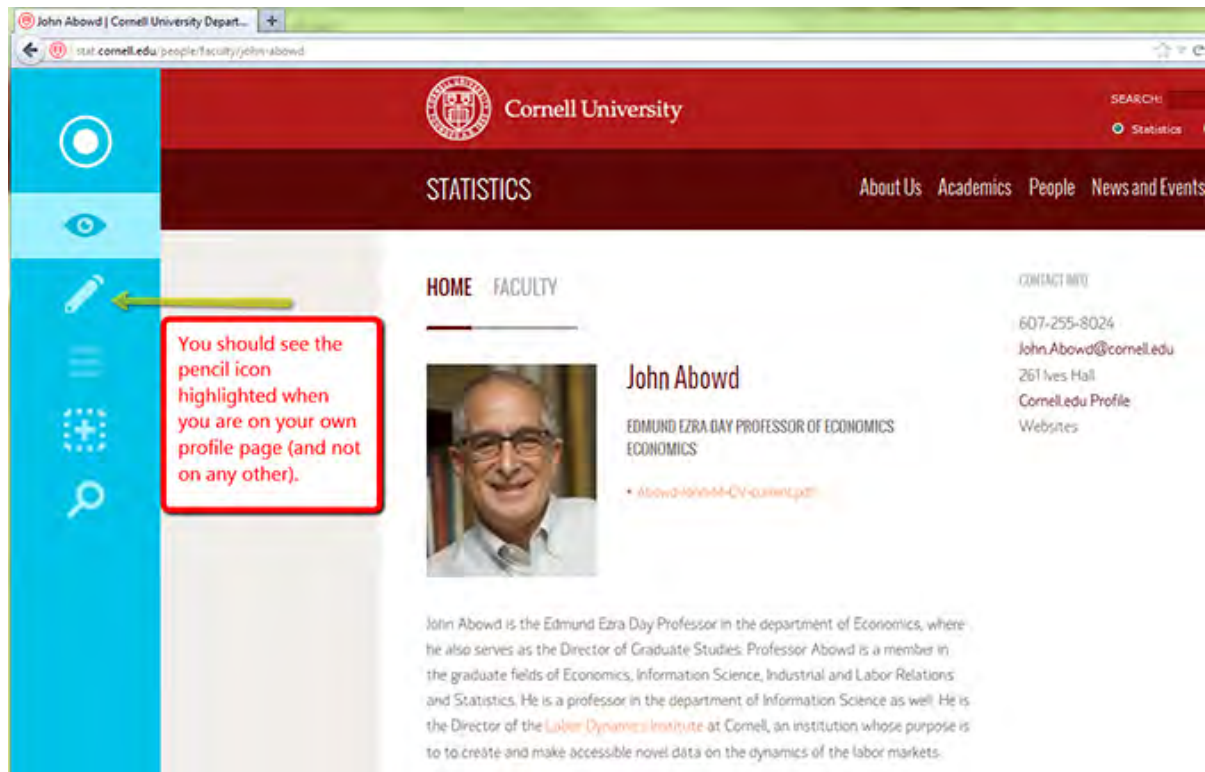 John Abowd | Cornell University Depart...
stat.cornell.edu/people/faculty/john-abowd
Cornell University
SEARCH:
Statistics
STATISTICS
About Us Academics People News and Events
HOME FACULTY
CONTACT INFO
607-255-8024
John.Abowd@cornell.edu
261 Ives Hall
Cornell.edu Profile
Websites
You should see the
pencil icon
highlighted when
you are on your own
profile page (and not
on any other).
John Abowd
EDMUND EZRA DAY PROFESSOR OF ECONOMICS
ECONOMICS
• Abowd-John-M-CV-current.pdf
John Abowd is the Edmund Ezra Day Professor in the department of Economics, where
he also serves as the Director of Graduate Studies. Professor Abowd is a member in
the graduate fields of Economics, Information Science, Industrial and Labor Relations
and Statistics. He is a professor in the department of Information Science as well. He is
the Director of the Labor Dynamics Institute at Cornell, an institution whose purpose is
to to create and make accessible novel data on the dynamics of the labor markets.